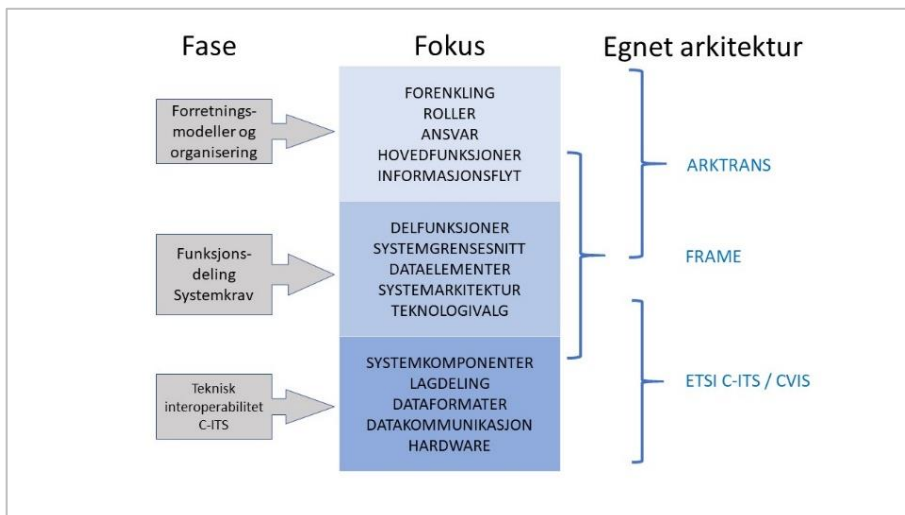 Fase
Fokus
Egnet arkitektur
Forretnings-
modeller og
organisering
FORENKLING
ROLLER
ANSVAR
HOVEDFUNKSJONER
INFORMASJONSFLYT
ARKTRANS
Funksjons-
deling
Systemkrav
DELFUNKSJONER
SYSTEMGRENSESNITT
DATAELEMENTER
SYSTEMARKITEKTUR
TEKNOLOGIVALG
FRAME
Teknisk
interoperabilitet
C-ITS
SYSTEMKOMPONENTER
LAGDELING
DATAFORMATER
DATAKOMMUNIKASJON
HARDWARE
ETSI C-ITS / CVIS